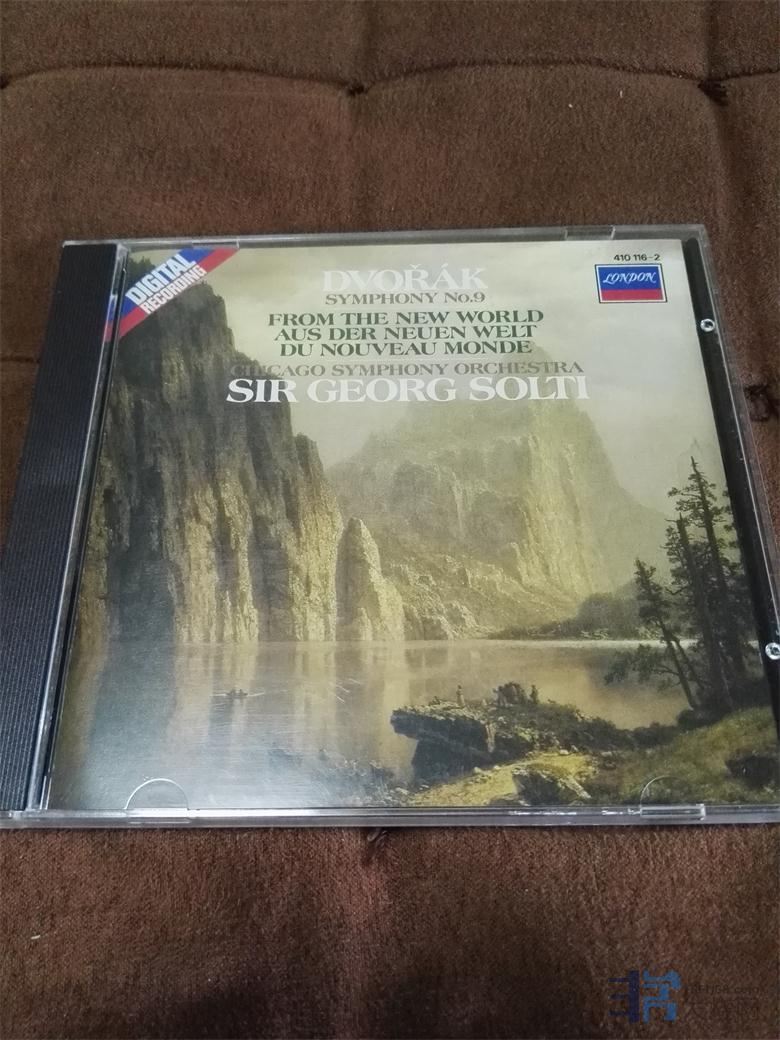 DIGITAL
RECORDING
410 116-2
LONDON
DVOŘÁK
SYMPHONY No.9
FROM THE NEW WORLD
AUS DER NEUEN WELT
DU NOUVEAU MONDE
CHICAGO SYMPHONY ORCHESTRA
SIR GEORG SOLTI